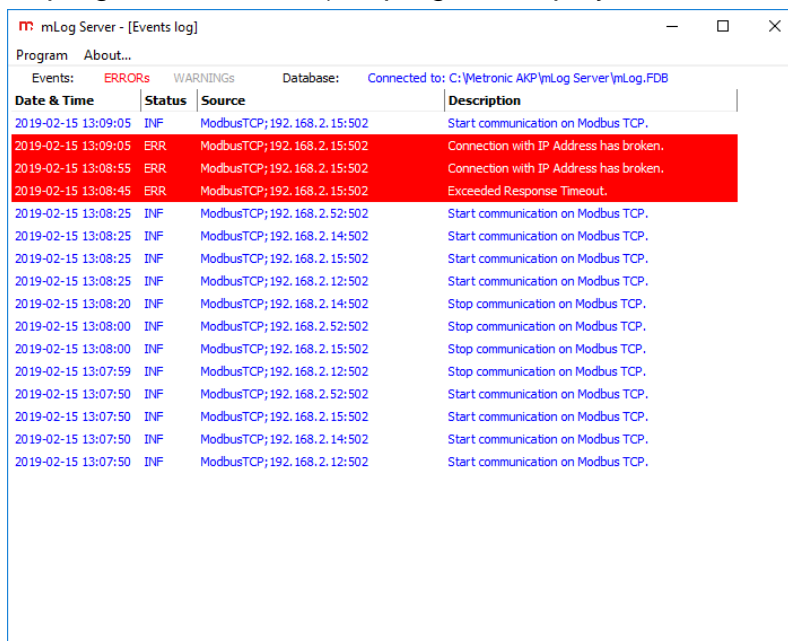 mLog Server - [Events log]
Program About...
Events: ERRORs WARNINGs Database: Connected to: C:\Metronic AKP\mLog Server\mLog.FDB
Date & Time Status Source Description
2019-02-15 13:09:05 INF ModbusTCP;192.168.2.15:502 Start communication on Modbus TCP.
2019-02-15 13:09:05 ERR ModbusTCP;192.168.2.15:502 Connection with IP Address has broken.
2019-02-15 13:08:55 ERR ModbusTCP;192.168.2.15:502 Connection with IP Address has broken.
2019-02-15 13:08:45 ERR ModbusTCP;192.168.2.15:502 Exceeded Response Timeout.
2019-02-15 13:08:25 INF ModbusTCP;192.168.2.52:502 Start communication on Modbus TCP.
2019-02-15 13:08:25 INF ModbusTCP;192.168.2.14:502 Start communication on Modbus TCP.
2019-02-15 13:08:25 INF ModbusTCP;192.168.2.15:502 Start communication on Modbus TCP.
2019-02-15 13:08:25 INF ModbusTCP;192.168.2.12:502 Start communication on Modbus TCP.
2019-02-15 13:08:20 INF ModbusTCP;192.168.2.14:502 Stop communication on Modbus TCP.
2019-02-15 13:08:00 INF ModbusTCP;192.168.2.52:502 Stop communication on Modbus TCP.
2019-02-15 13:08:00 INF ModbusTCP;192.168.2.15:502 Stop communication on Modbus TCP.
2019-02-15 13:07:59 INF ModbusTCP;192.168.2.12:502 Stop communication on Modbus TCP.
2019-02-15 13:07:50 INF ModbusTCP;192.168.2.52:502 Start communication on Modbus TCP.
2019-02-15 13:07:50 INF ModbusTCP;192.168.2.15:502 Start communication on Modbus TCP.
2019-02-15 13:07:50 INF ModbusTCP;192.168.2.14:502 Start communication on Modbus TCP.
2019-02-15 13:07:50 INF ModbusTCP;192.168.2.12:502 Start communication on Modbus TCP.